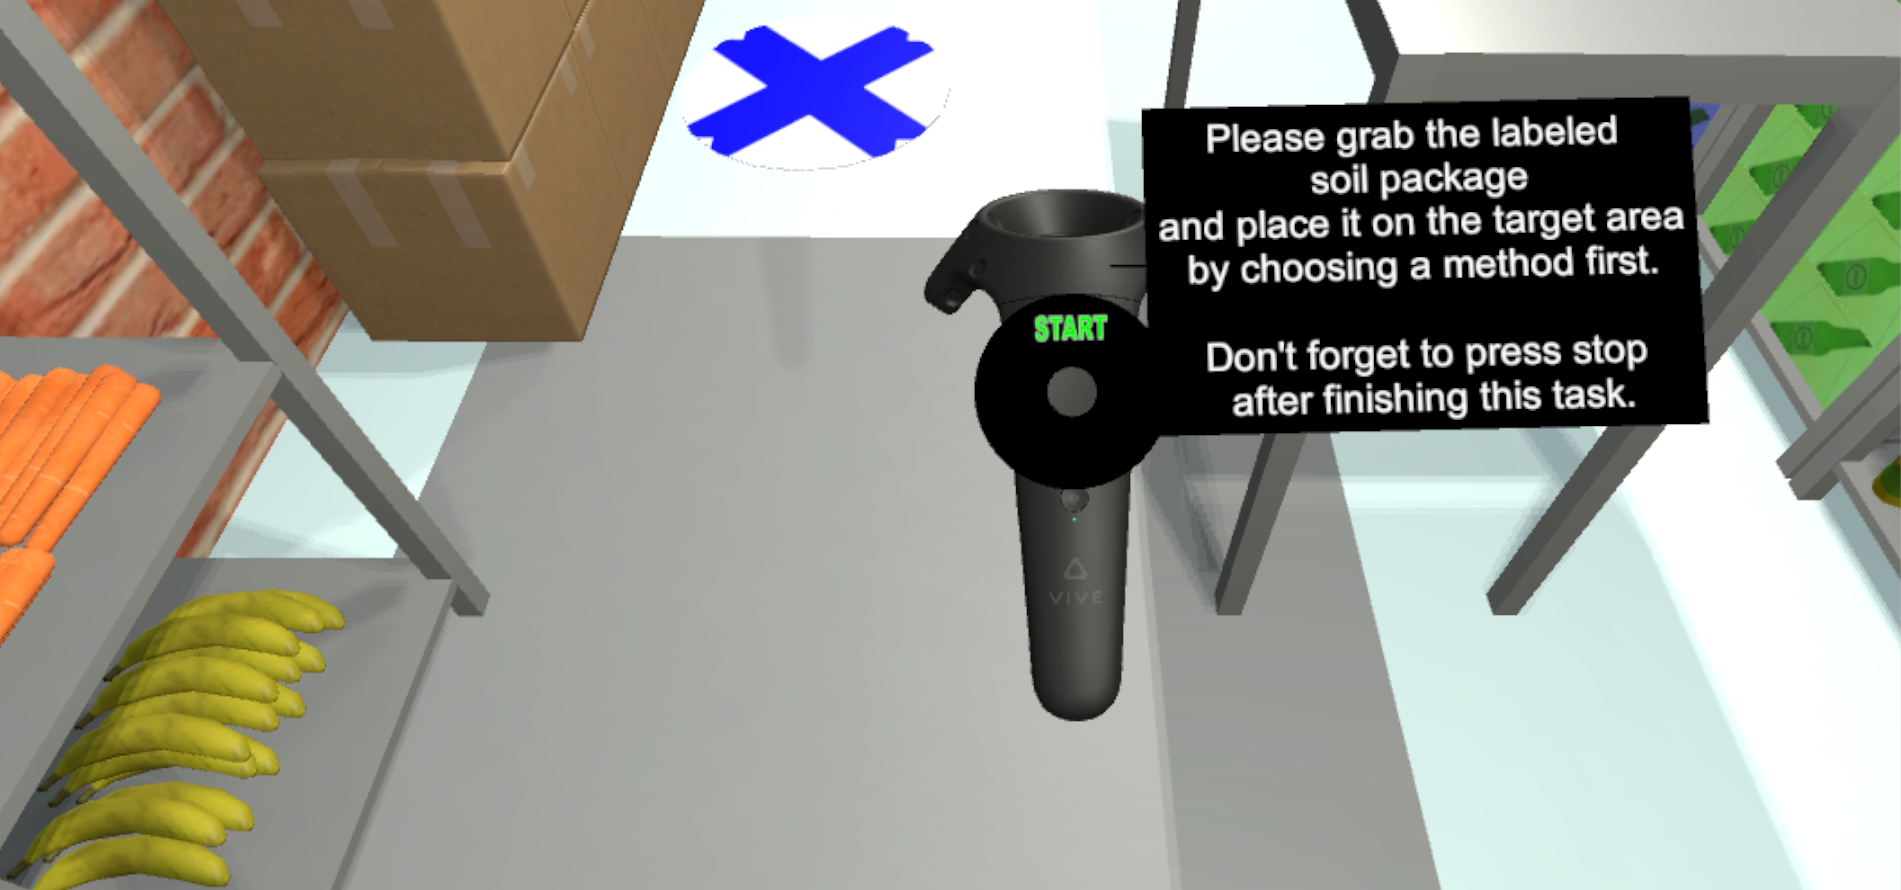 Please grab the labeled
soil package
and place it on the target area
by choosing a method first.
Don't forget to press stop
after finishing this task.
START
VIVE